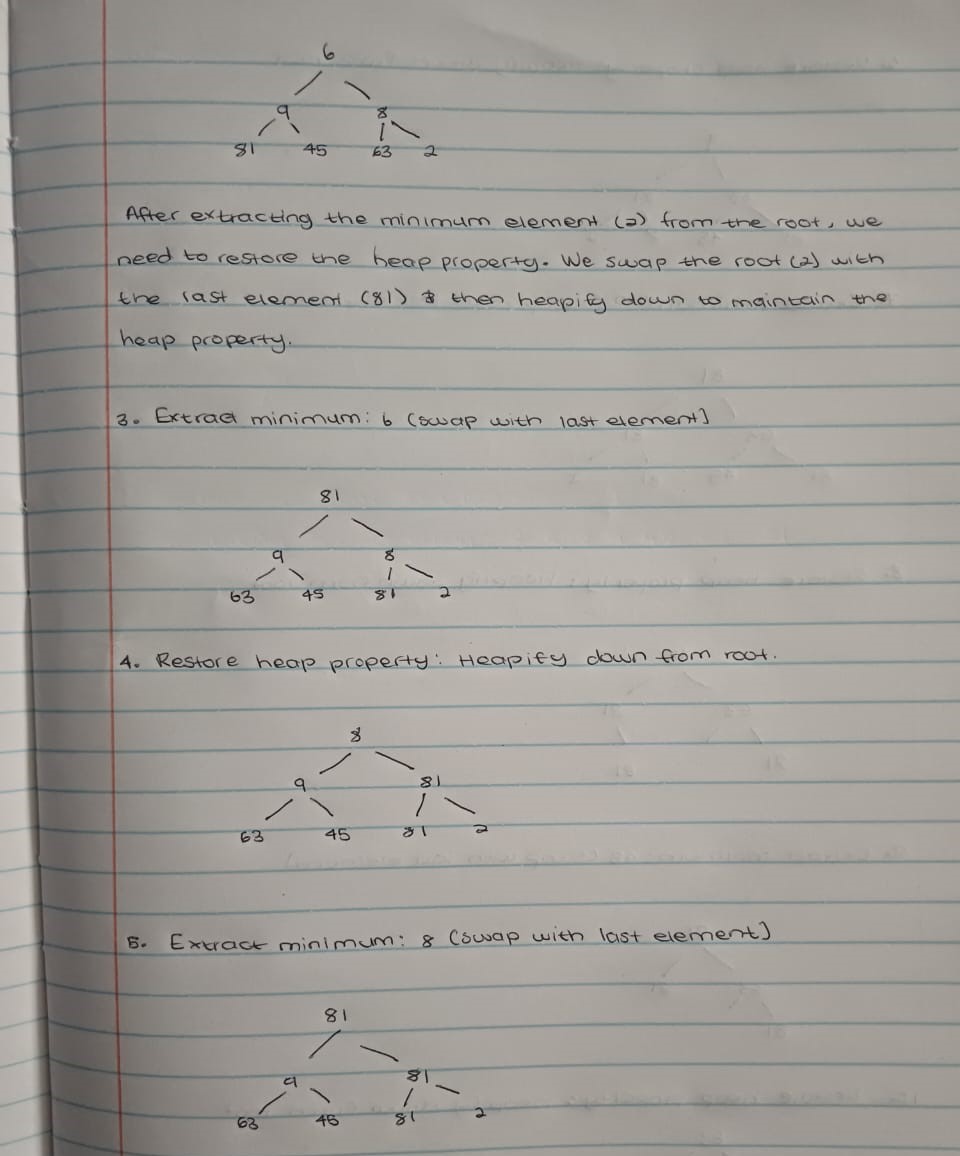 6
9 8
81 45 63 2
After extracting the minimum element (2) from the root, we
need to restore the heap property. We swap the root (2) with
the last element (81) & then heapify down to maintain the
heap property.
3. Extract minimum: 6 (swap with last element)
81
9 8
63 45 81 2
4. Restore heap property: Heapify down from root.
8
9 81
63 45 81 2
5. Extract minimum: 8 (swap with last element)
81
9 81
63 45 81 2